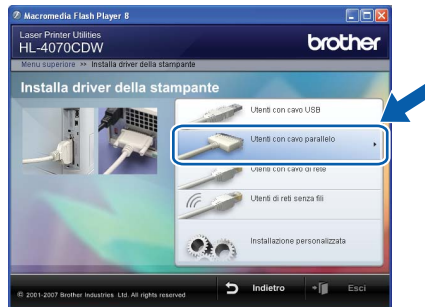 Macromedia Flash Player 8
Laser Printer Utilities
HL-4070CDW
brother
Menu superiore >> Installa driver della stampante
Installa driver della stampante
Utenti con cavo USB
Utenti con cavo parallelo
Utenti con cavo di rete
Utenti di reti senza fili
Installazione personalizzata
© 2001-2007 Brother Industries Ltd. All rights reserved
Indietro
Esci